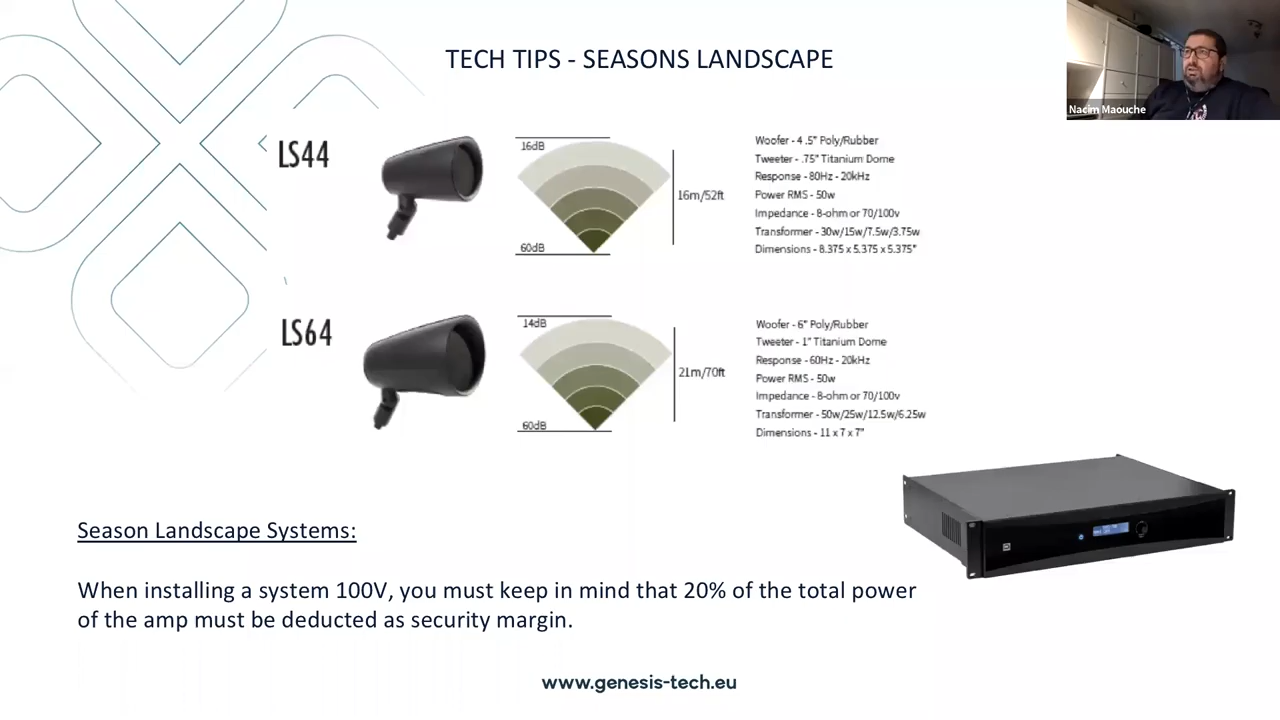 TECH TIPS - SEASONS LANDSCAPE
Nacim Maouche
LS44
16dB
60dB
16m/52ft
Woofer - 4 .5" Poly/Rubber
Tweeter - .75" Titanium Dome
Response - 80Hz - 20kHz
Power RMS - 50w
Impedance - 8-ohm or 70/100v
Transformer - 30w/15w/7.5w/3.75w
Dimensions - 8.375 x 5.375 x 5.375"
LS64
14dB
60dB
21m/70ft
Woofer - 6" Poly/Rubber
Tweeter - 1" Titanium Dome
Response - 60Hz - 20kHz
Power RMS - 50w
Impedance - 8-ohm or 70/100v
Transformer - 50w/25w/12.5w/6.25w
Dimensions - 11 x 7 x 7"
Season Landscape Systems:
When installing a system 100V, you must keep in mind that 20% of the total power
of the amp must be deducted as security margin.
www.genesis-tech.eu